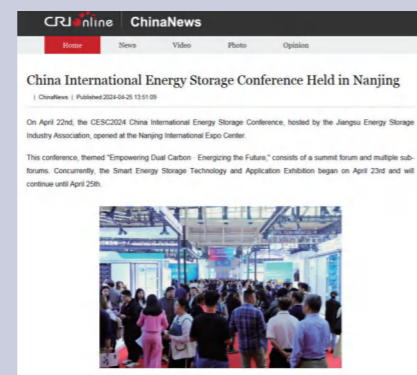 CRJ Online ChinaNews
Home News Video Photo Opinion
China International Energy Storage Conference Held in Nanjing
| ChinaNews | Published:2024-04-25 13:51:09
On April 22nd, the CESC2024 China International Energy Storage Conference, hosted by the Jiangsu Energy Storage
Industry Association, opened at the Nanjing International Expo Center.
This conference, themed "Empowering Dual Carbon · Energizing the Future," consists of a summit forum and multiple sub-
forums. Concurrently, the Smart Energy Storage Technology and Application Exhibition began on April 23rd and will
continue until April 25th.